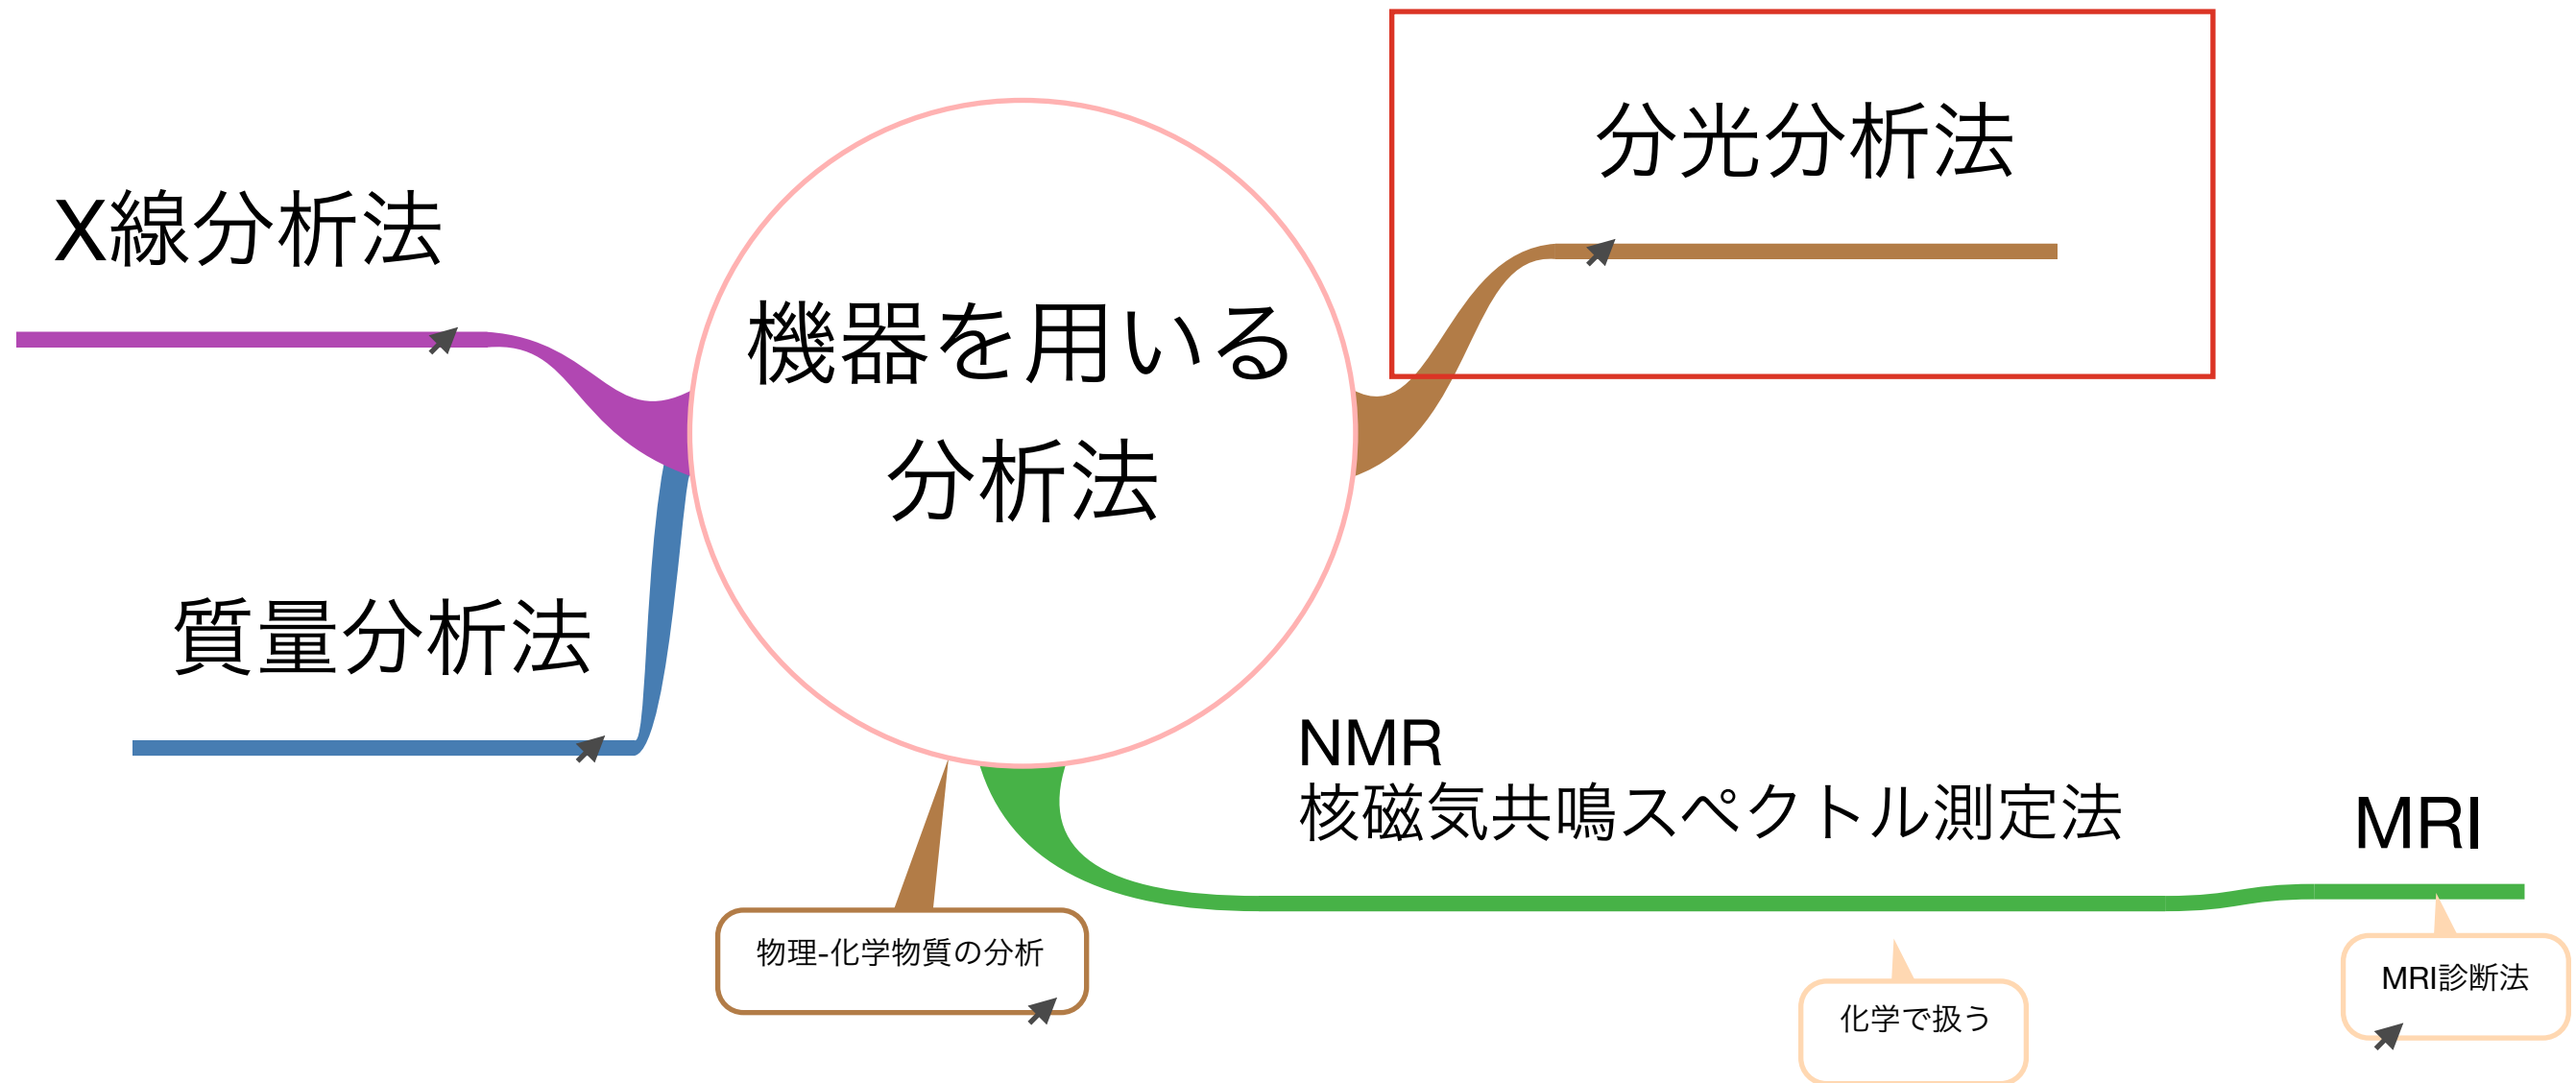 分光分析法
X線分析法
機器を用いる
分析法
質量分析法
NMR
核磁気共鳴スペクトル測定法
MRI
物理-化学物質の分析
MRI診断法
化学で扱う